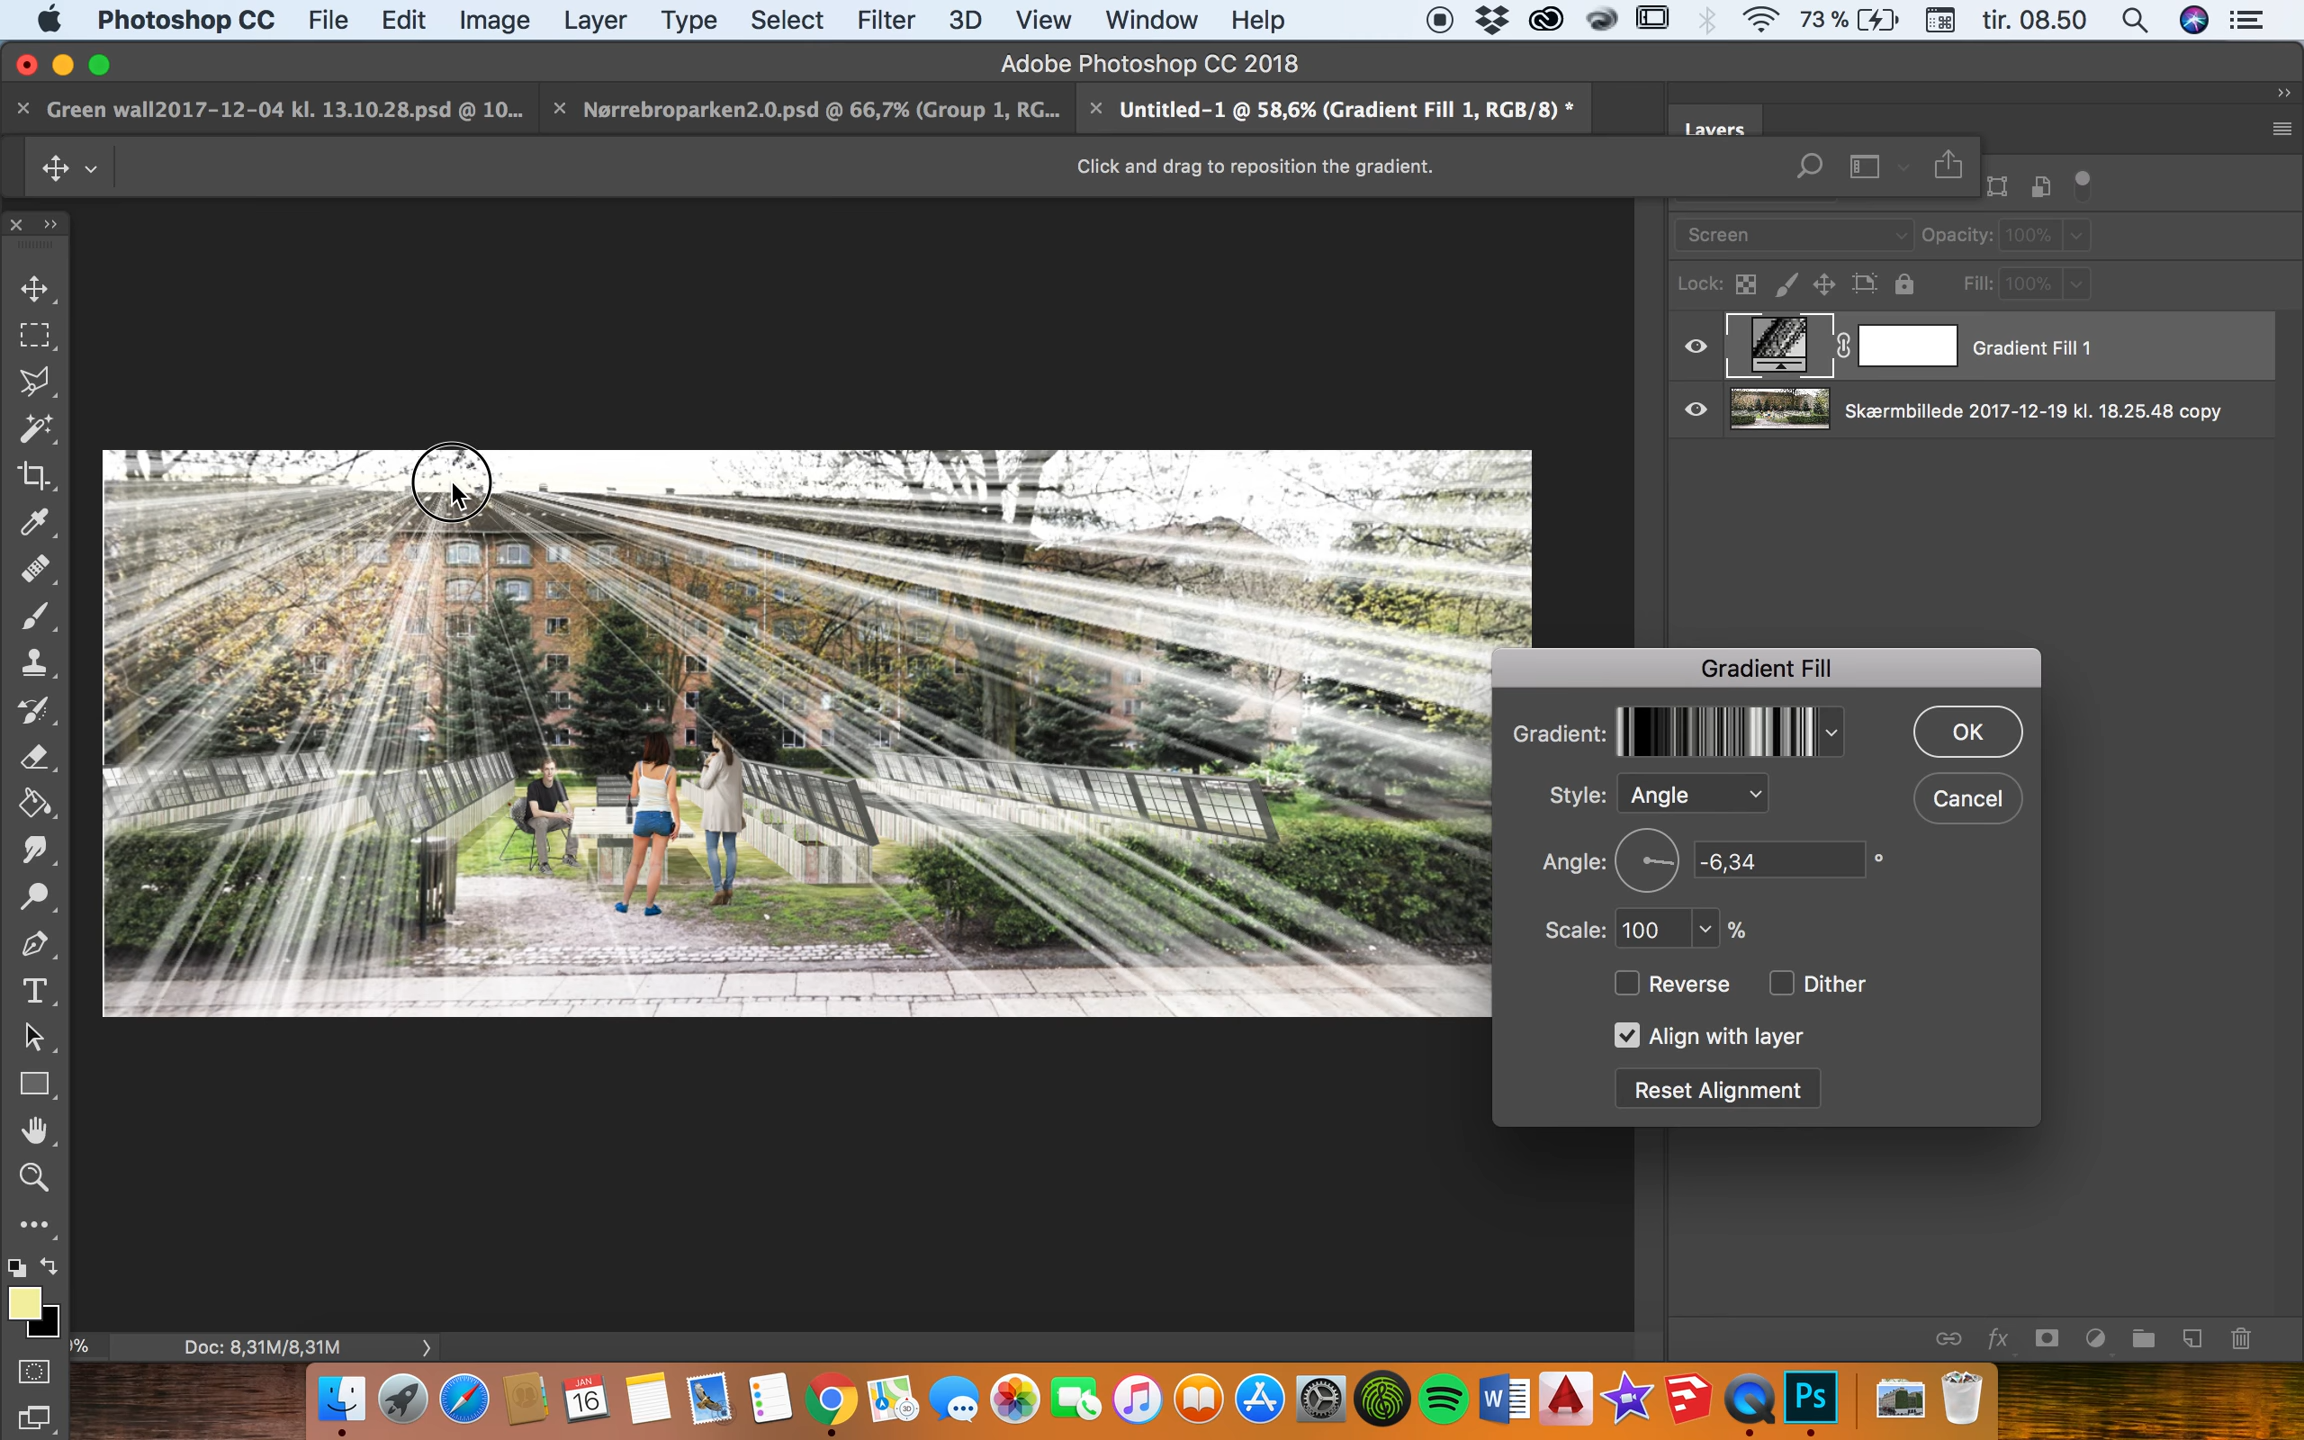 Photoshop CC File Edit Image Layer Type Select Filter 3D View Window Help 73 % tir. 08.50
Adobe Photoshop CC 2018
Green wall2017-12-04 kl. 13.10.28.psd @ 10... Nørrebroparken2.0.psd @ 66,7% (Group 1, RG... Untitled-1 @ 58,6% (Gradient Fill 1, RGB/8) *
Layers
Click and drag to reposition the gradient.
Screen Opacity: 100%
Lock: Fill: 100%
Gradient Fill 1
Skærmbillede 2017-12-19 kl. 18.25.48 copy
Gradient Fill
Gradient: OK
Style: Angle Cancel
Angle: -6,34 °
Scale: 100 %
Reverse Dither
Align with layer
Reset Alignment
% Doc: 8,31M/8,31M
fx
JAN
16
3D
W
Ps